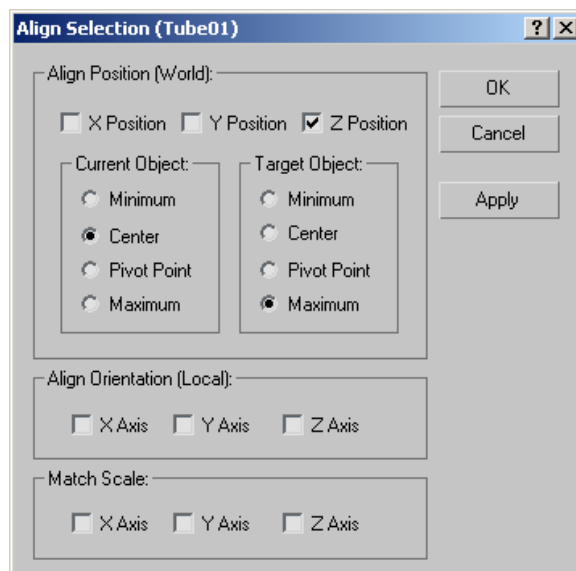 Align Selection (Tube01)
Align Position (World):
X Position Y Position Z Position
Current Object:
Minimum
Center
Pivot Point
Maximum
Target Object:
Minimum
Center
Pivot Point
Maximum
Align Orientation (Local):
X Axis Y Axis Z Axis
Match Scale:
X Axis Y Axis Z Axis
OK
Cancel
Apply